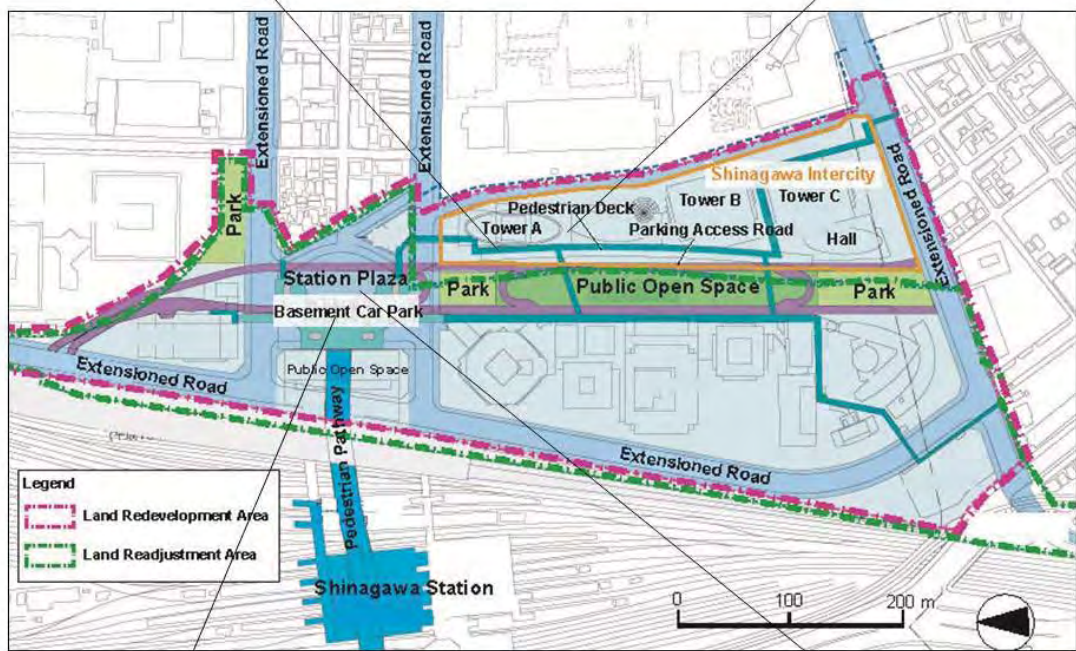 Extensioned Road
Extensioned Road
Extensioned Road
Park
Shinagawa Intercity
Tower B
Tower C
Pedestrian Deck
Tower A
Parking Access Road
Hall
Station Plaza
Park
Public Open Space
Park
Basement Car Park
Extensioned Road
Public Open Space
Pedestrian Pathway
Extensioned Road
Legend
Land Redevelopment Area
Land Readjustment Area
Shinagawa Station
0 100 200 m